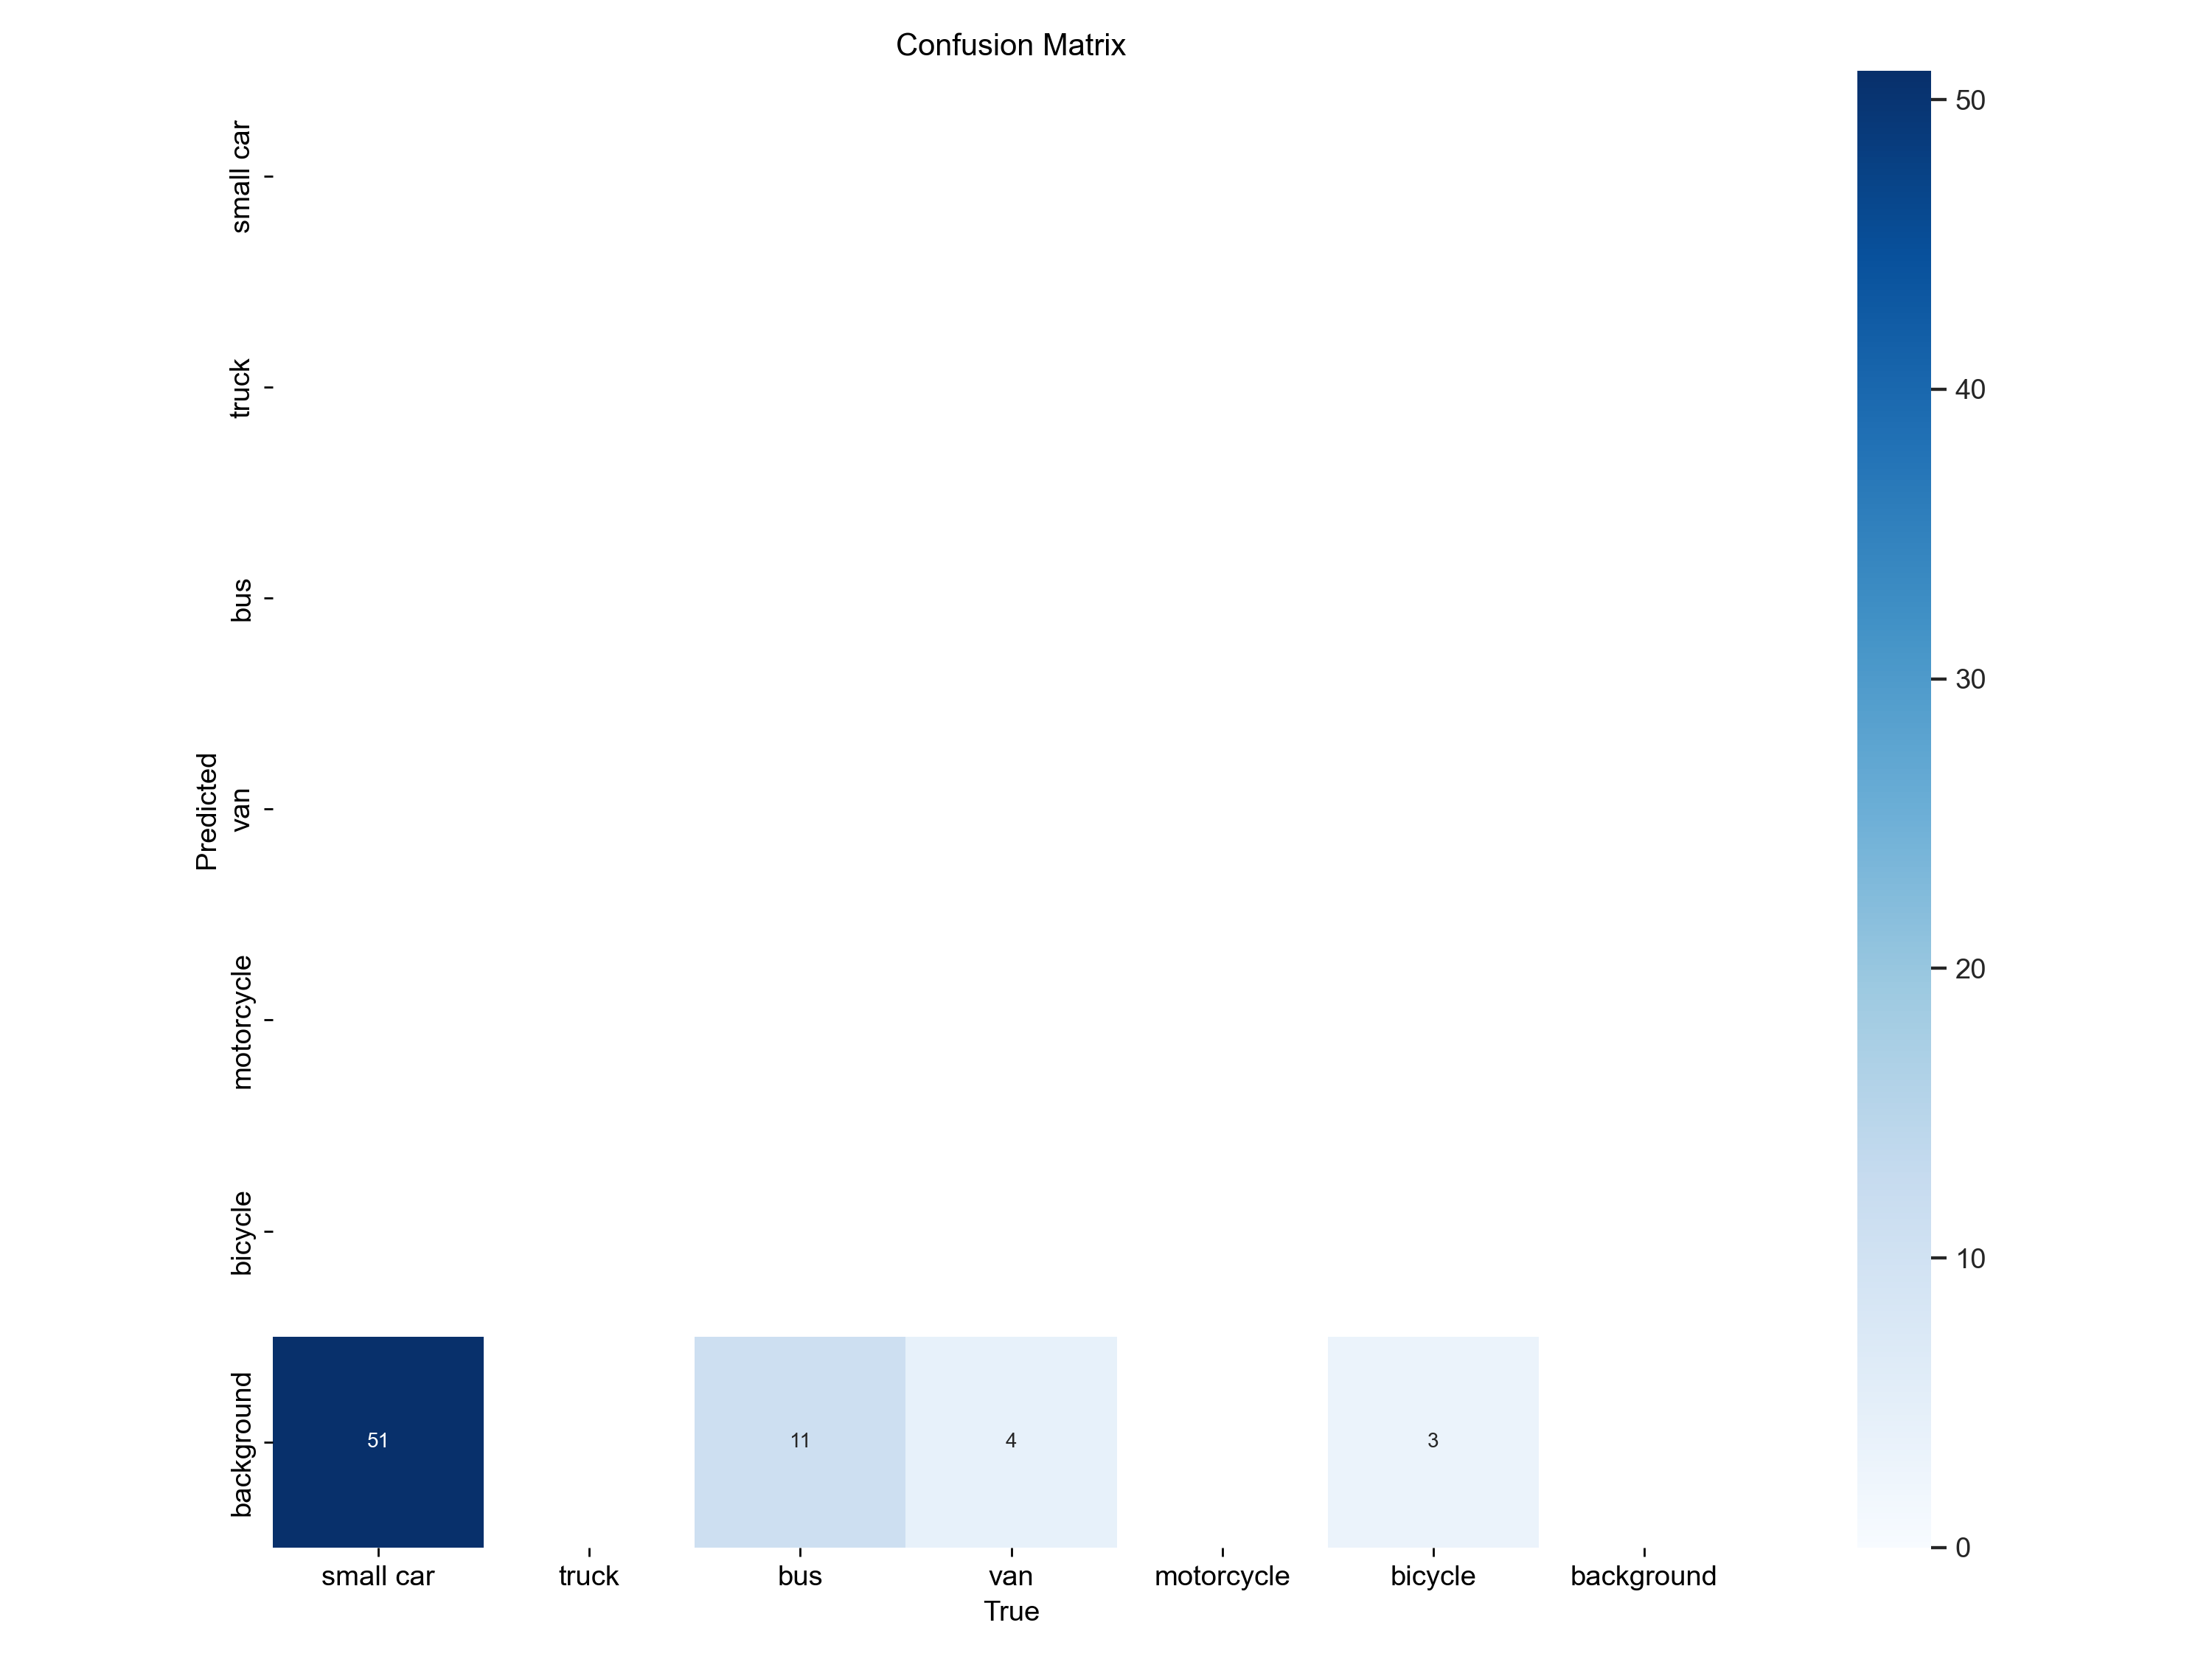 Confusion Matrix
small car
truck
bus
van
motorcycle
bicycle
background
Predicted
51
11
4
3
small car
truck
bus
van
motorcycle
bicycle
background
True
50
40
30
20
10
0